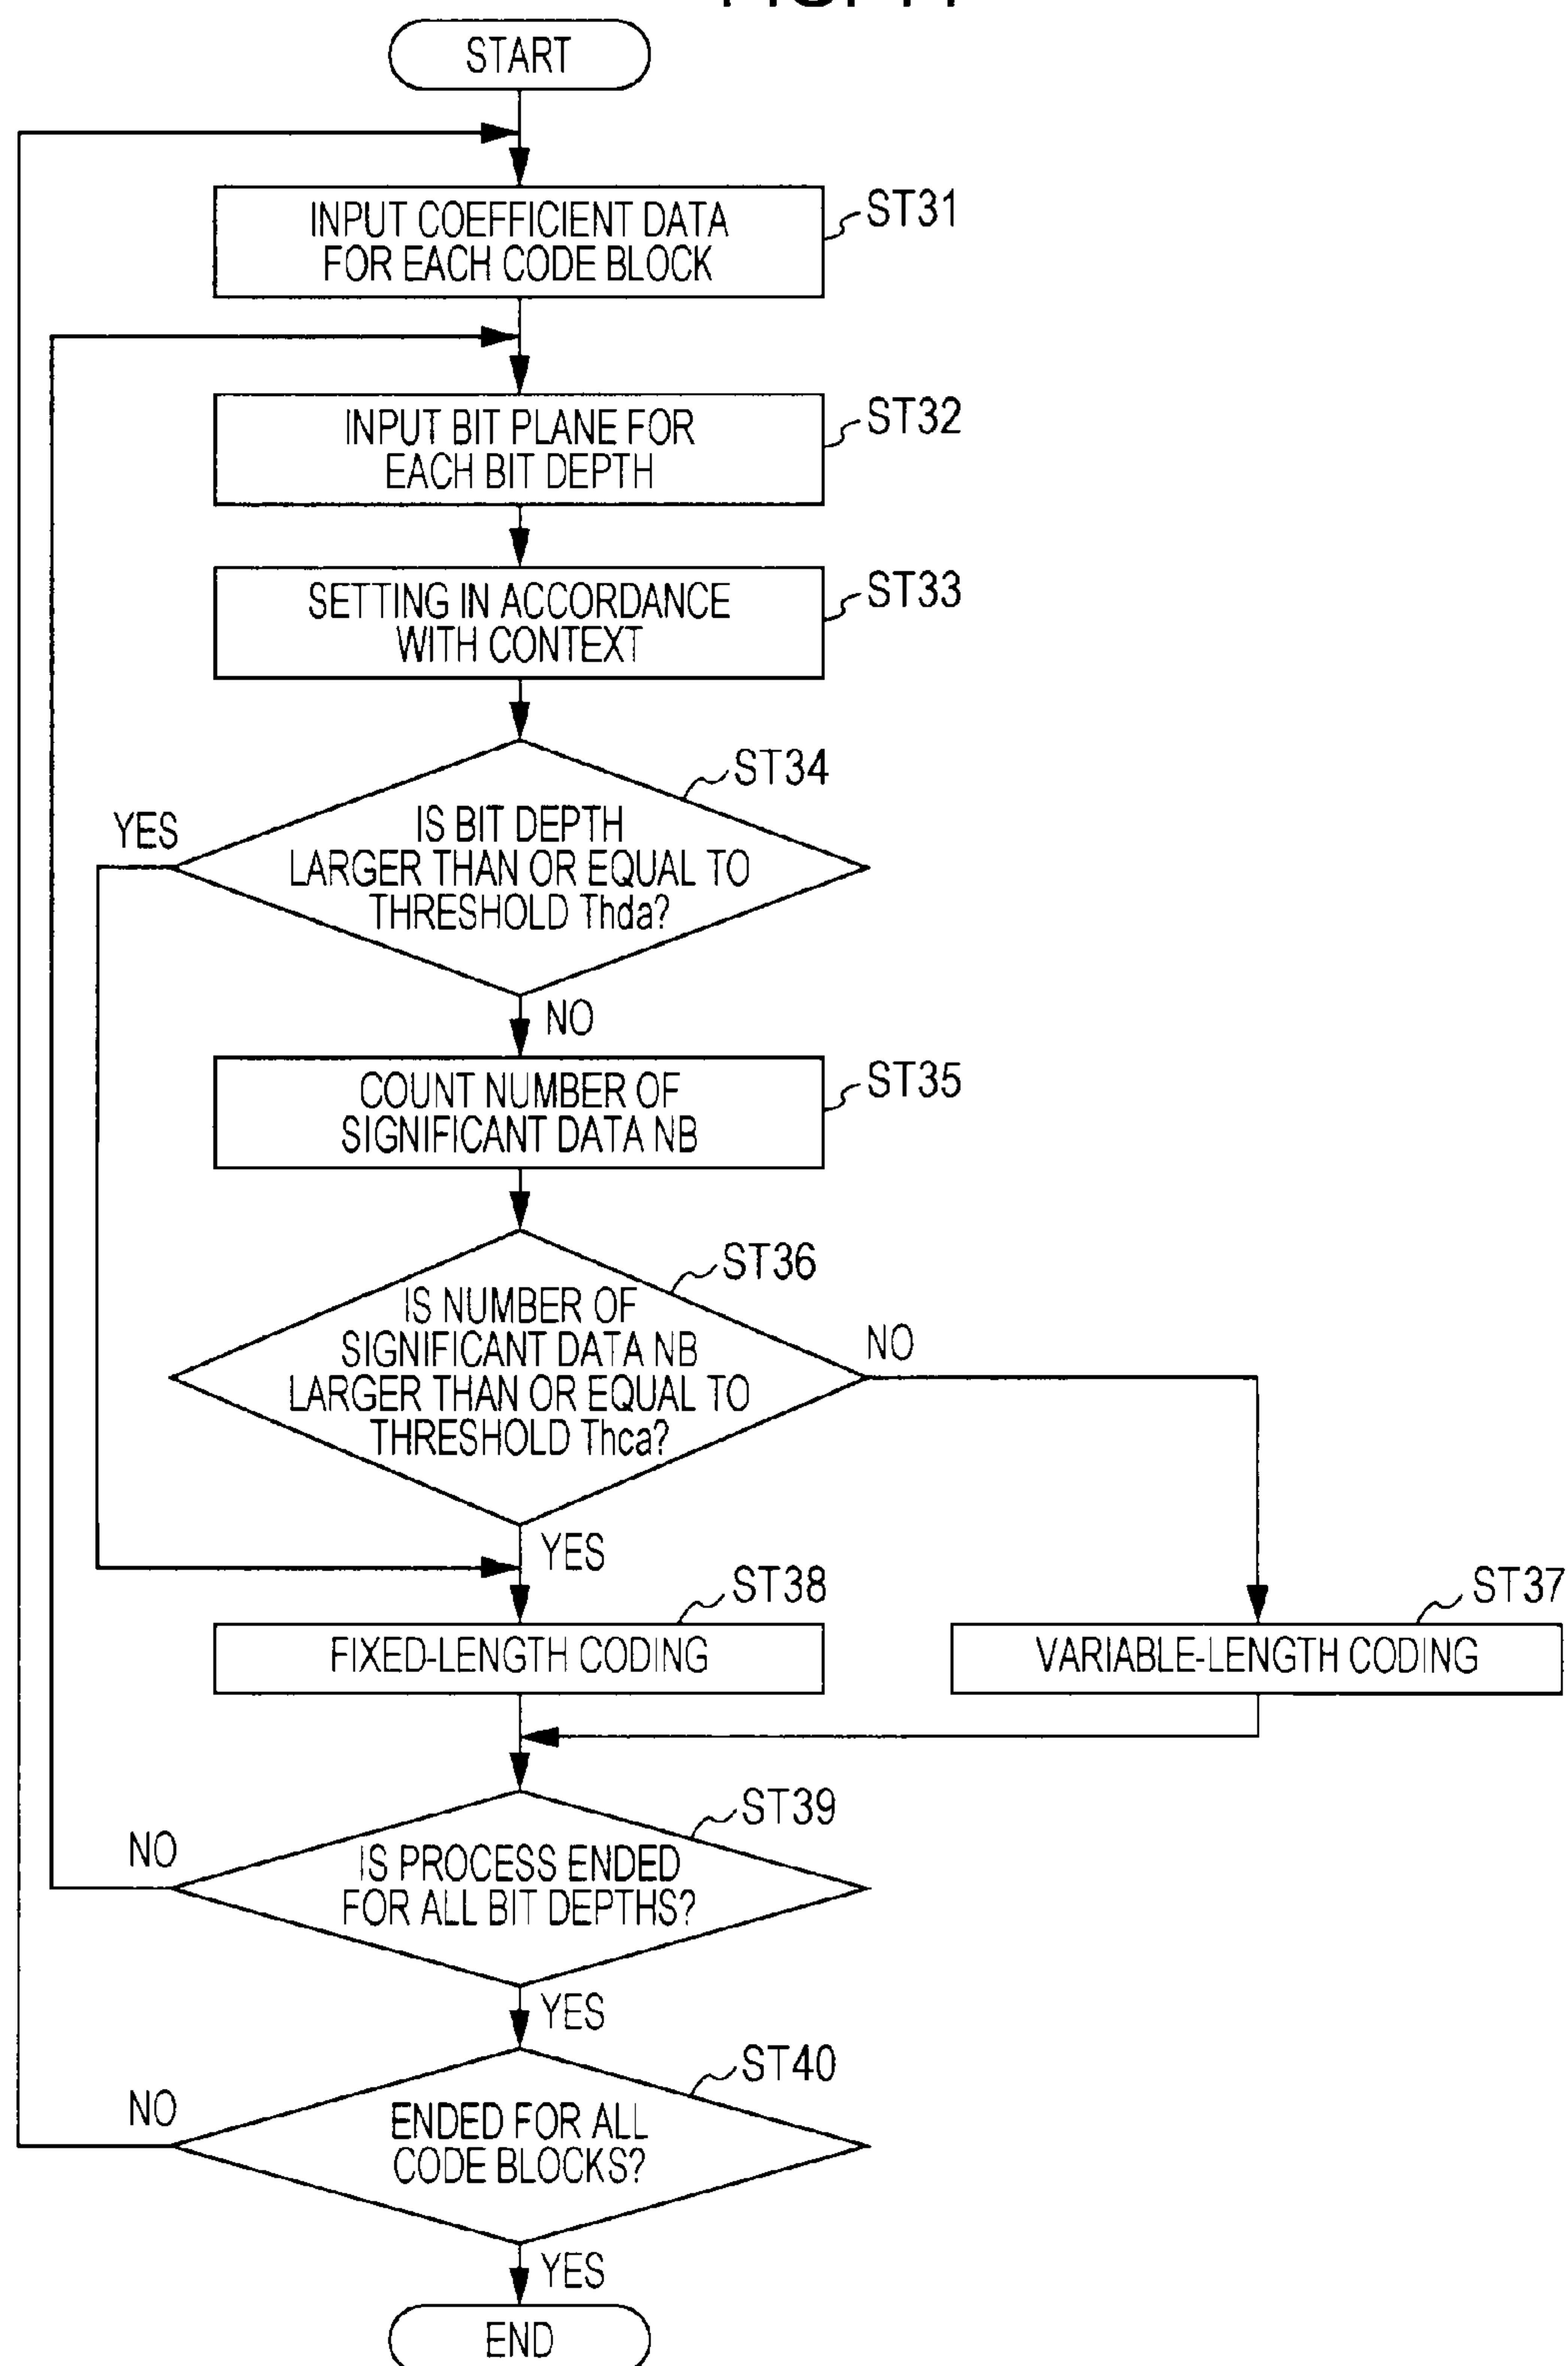 START
INPUT COEFFICIENT DATA
FOR EACH CODE BLOCK
ST31
INPUT BIT PLANE FOR
EACH BIT DEPTH
ST32
SETTING IN ACCORDANCE
WITH CONTEXT
ST33
ST34
YES
IS BIT DEPTH
LARGER THAN OR EQUAL TO
THRESHOLD Thda?
NO
COUNT NUMBER OF
SIGNIFICANT DATA NB
ST35
ST36
IS NUMBER OF
SIGNIFICANT DATA NB
LARGER THAN OR EQUAL TO
THRESHOLD Thca?
NO
YES
ST38
FIXED-LENGTH CODING
ST37
VARIABLE-LENGTH CODING
ST39
NO
IS PROCESS ENDED
FOR ALL BIT DEPTHS?
YES
ST40
NO
ENDED FOR ALL
CODE BLOCKS?
YES
END